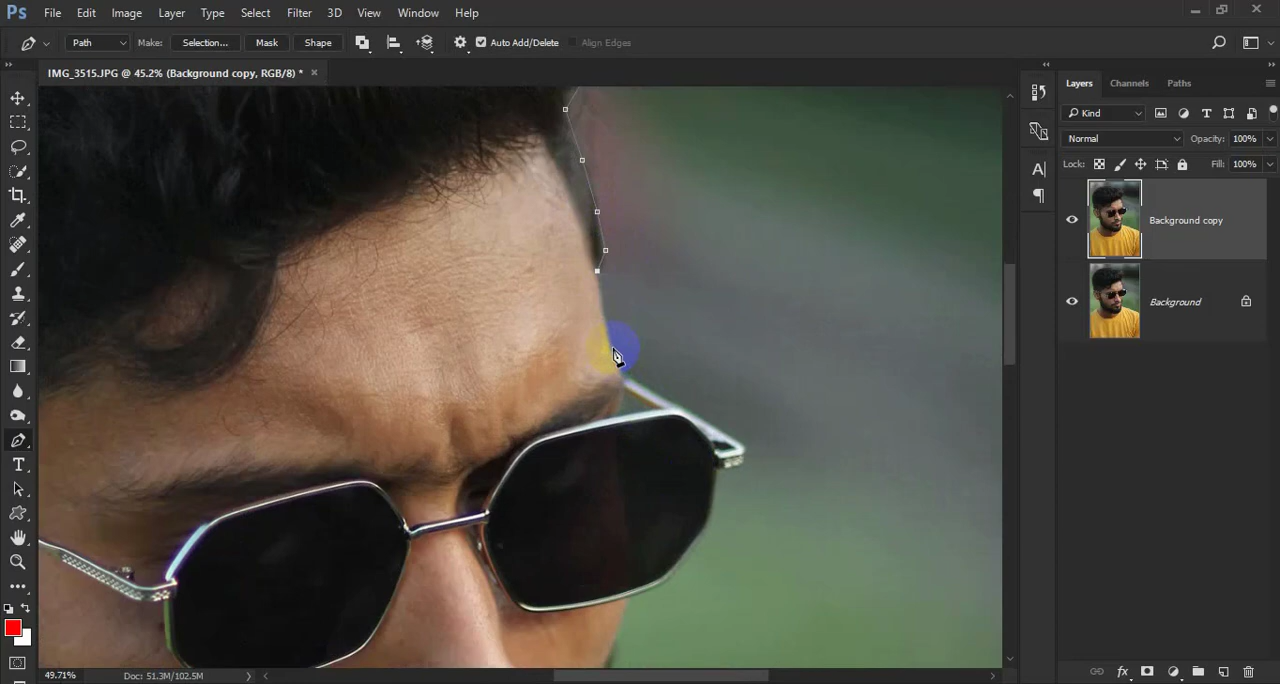 Ps File Edit Image Layer Type Select Filter 3D View Window Help
Path Make: Selection... Mask Shape Auto Add/Delete Align Edges
IMG_3515.JPG @ 45.2% (Background copy, RGB/8) * ×
Layers Channels Paths
Kind
Normal Opacity: 100%
Lock: Fill: 100%
Background copy
Background
49.71% Doc: 51.3M/102.5M